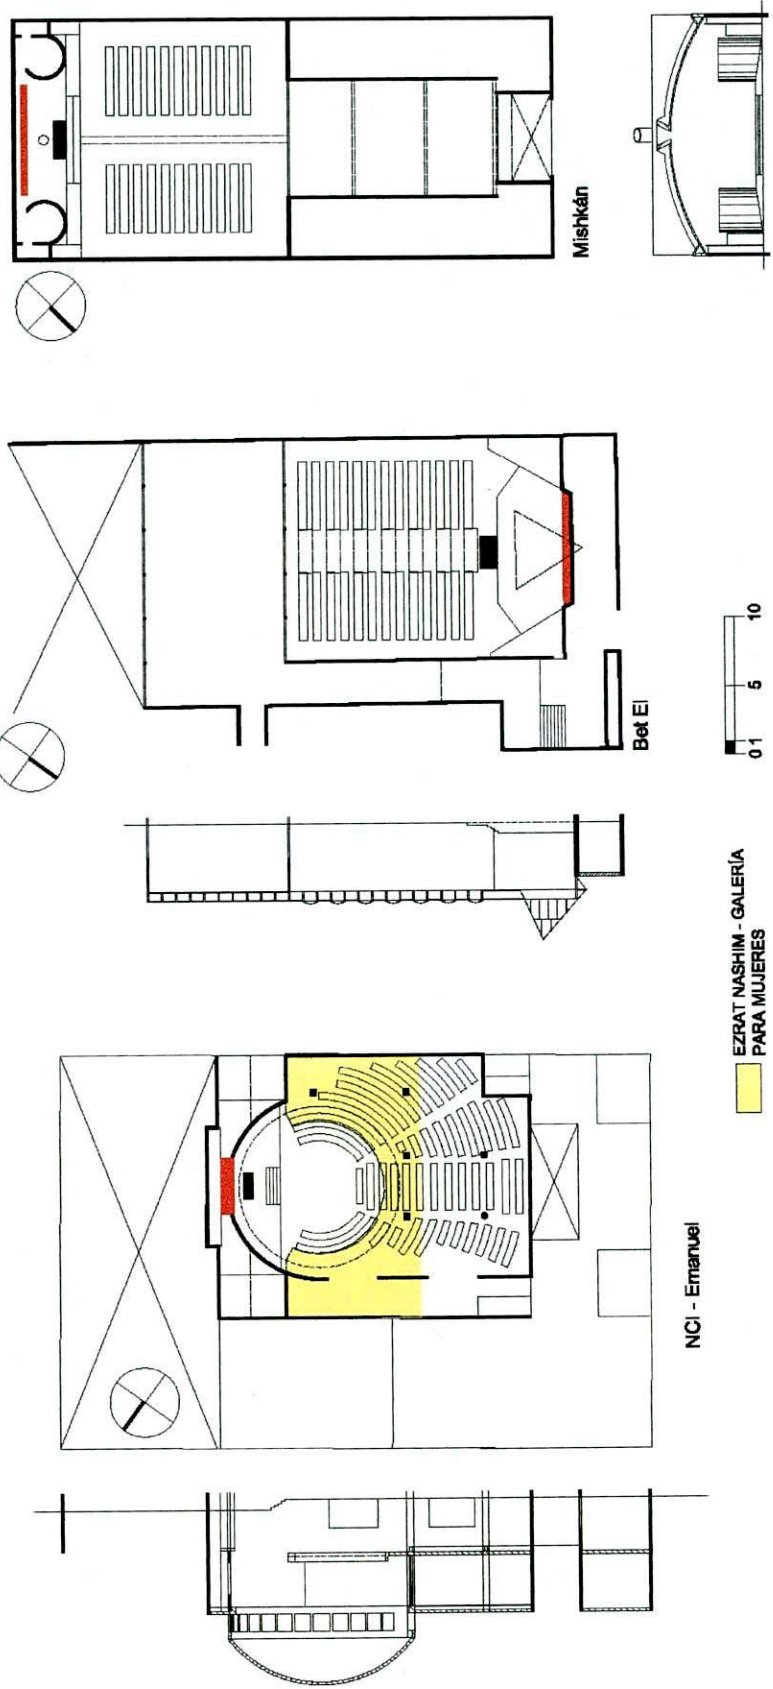 NCI - Emanuel
Bet El
Mishkán
EZRAT NASHIM - GALERÍA
PARA MUJERES
0 1 5 10